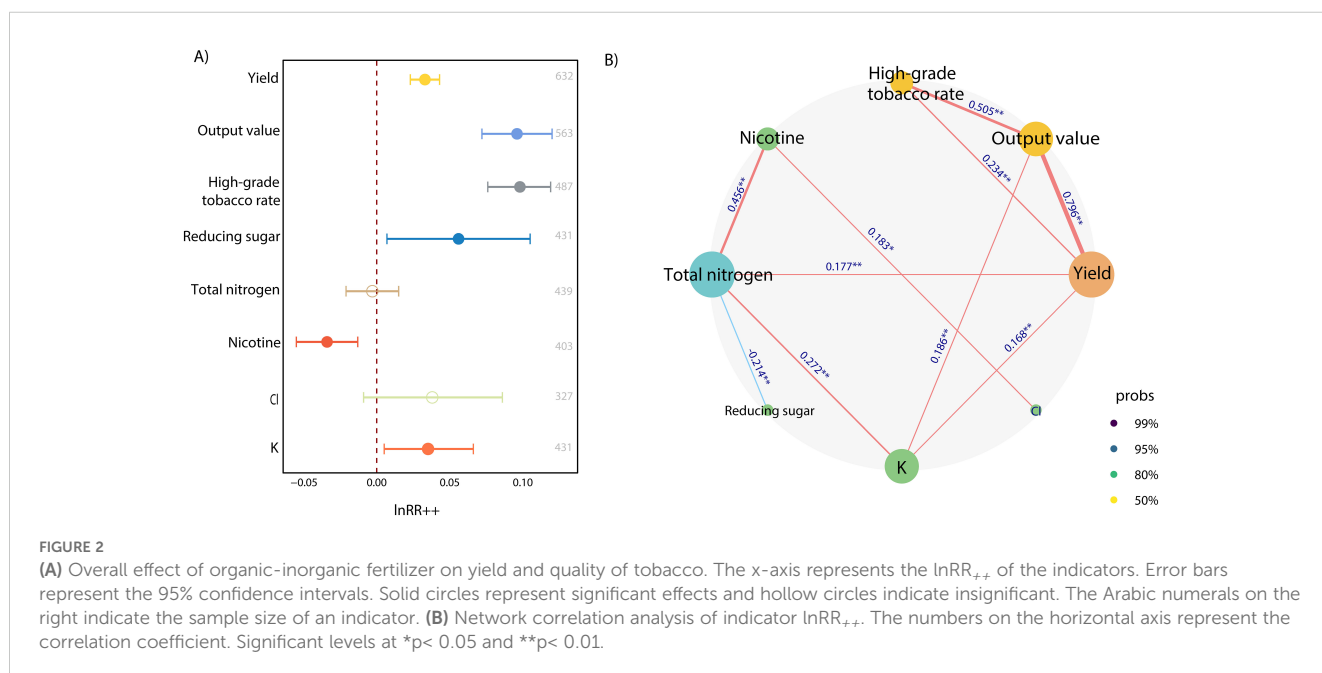 A)
Yield
632
Output value
563
High-grade
tobacco rate
487
Reducing sugar
431
Total nitrogen
439
Nicotine
403
Cl
327
K
431
−0.05 0.00 0.05 0.10
lnRR++
B)
High-grade
tobacco rate
0.505**
Nicotine
Output value
0.234**
0.456**
0.796**
0.183*
Total nitrogen
0.177**
Yield
0.186**
0.168**
-0.214**
0.272**
Reducing sugar
Cl
K
probs
99%
95%
80%
50%
FIGURE 2
(A) Overall effect of organic-inorganic fertilizer on yield and quality of tobacco. The x-axis represents the lnRR++ of the indicators. Error bars
represent the 95% confidence intervals. Solid circles represent significant effects and hollow circles indicate insignificant. The Arabic numerals on the
right indicate the sample size of an indicator. (B) Network correlation analysis of indicator lnRR++. The numbers on the horizontal axis represent the
correlation coefficient. Significant levels at *p< 0.05 and **p< 0.01.